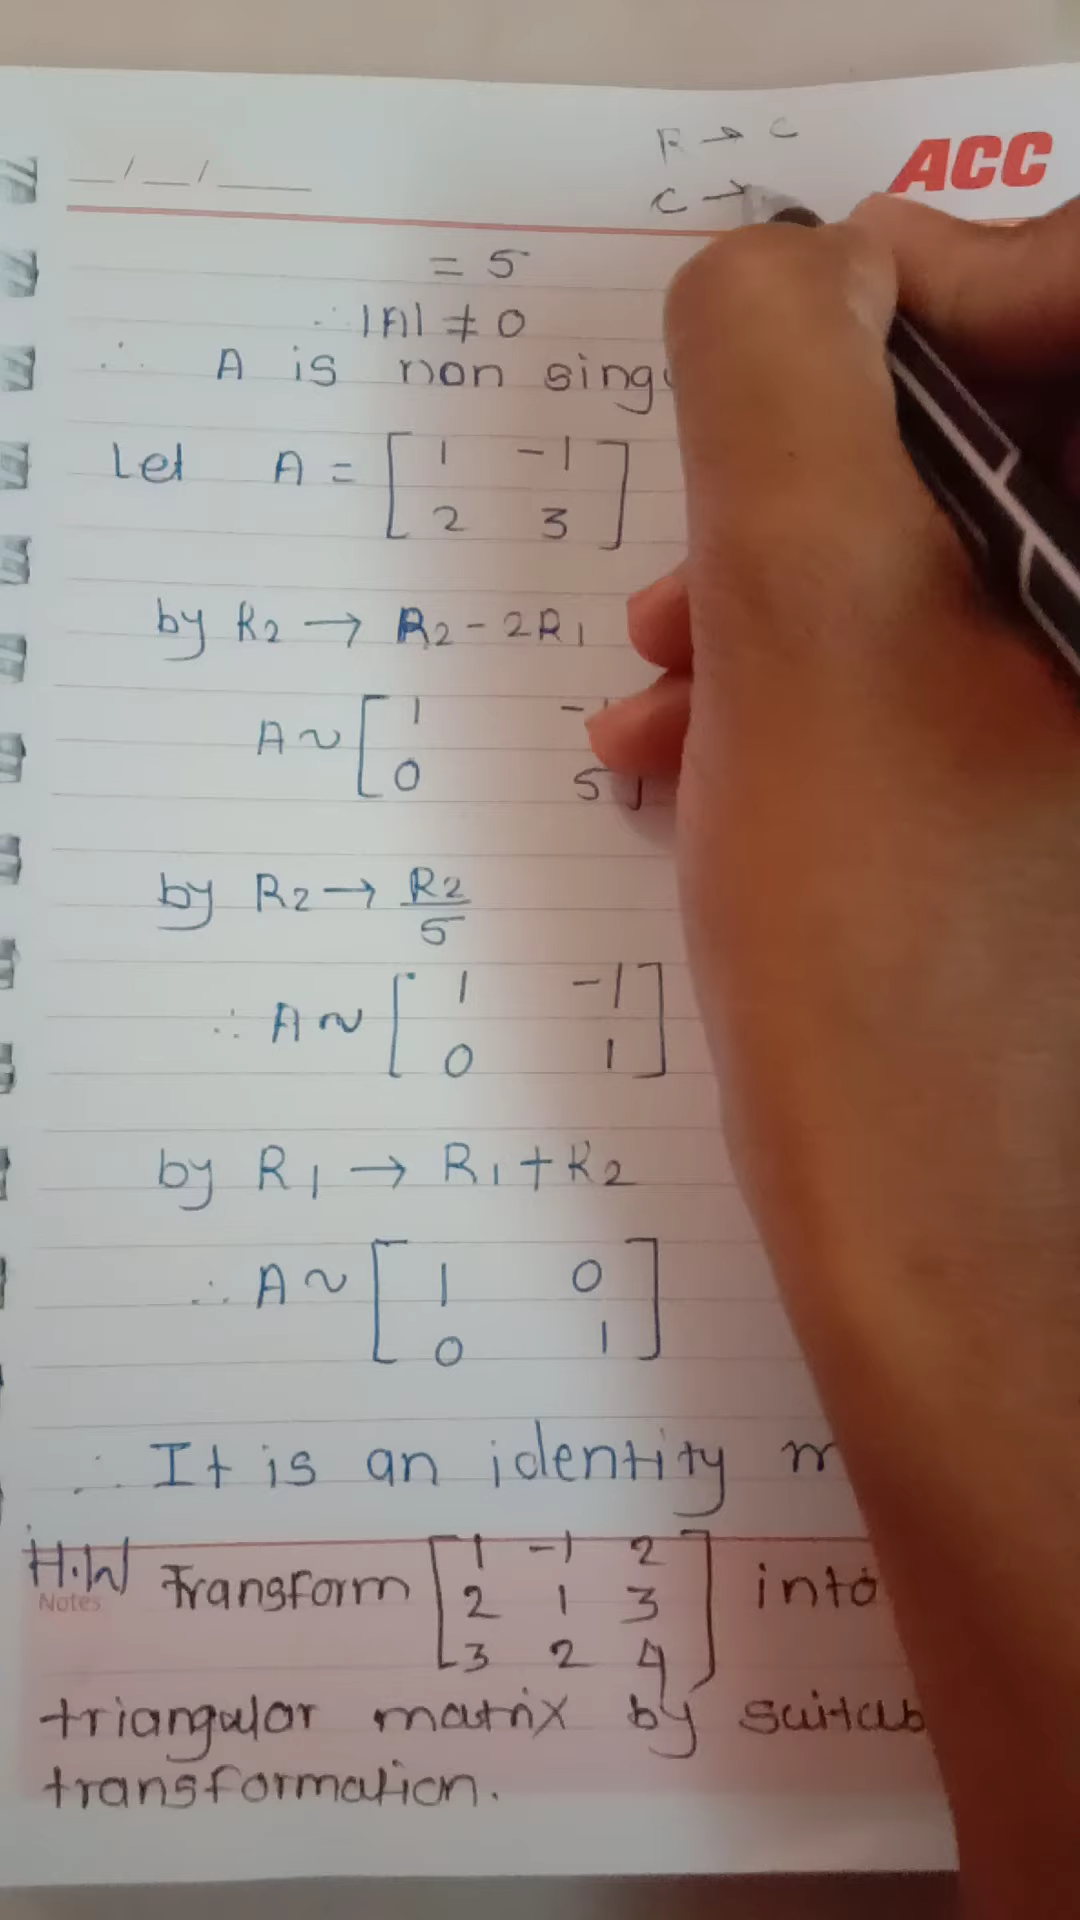 R → C
ACC
C →
_/_/_
= 5
∴ |A| ≠ 0
∴ A is non
Let A = [ 1 -1
2 3 ]
by R2 → R2 - 2R1
A ~ [ 1
0 5 ]
by R2 → R2
5
∴ A ~ [ 1 -1
0 1 ]
by R1 → R1 + R2
∴ A ~ [ 1 0
0 1 ]
∴ It is an identity
H.W Transform [ 1 -1 2
2 1 3
3 2 4 ] into
Notes
triangular matrix by
transformation.